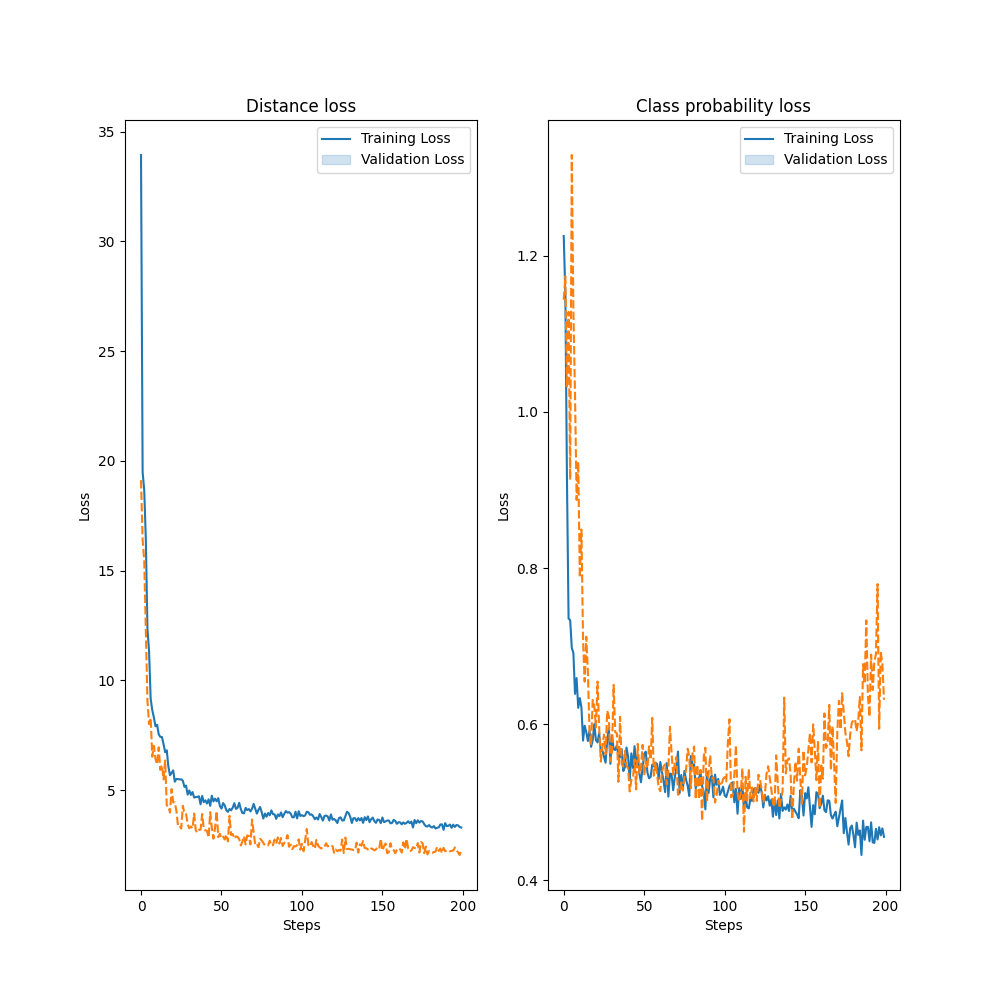 Distance loss
Training Loss
Validation Loss
35
30
25
20
15
10
5
Loss
0
50
100
150
200
Steps
Class probability loss
Training Loss
Validation Loss
1.2
1.0
0.8
0.6
0.4
Loss
0
50
100
150
200
Steps